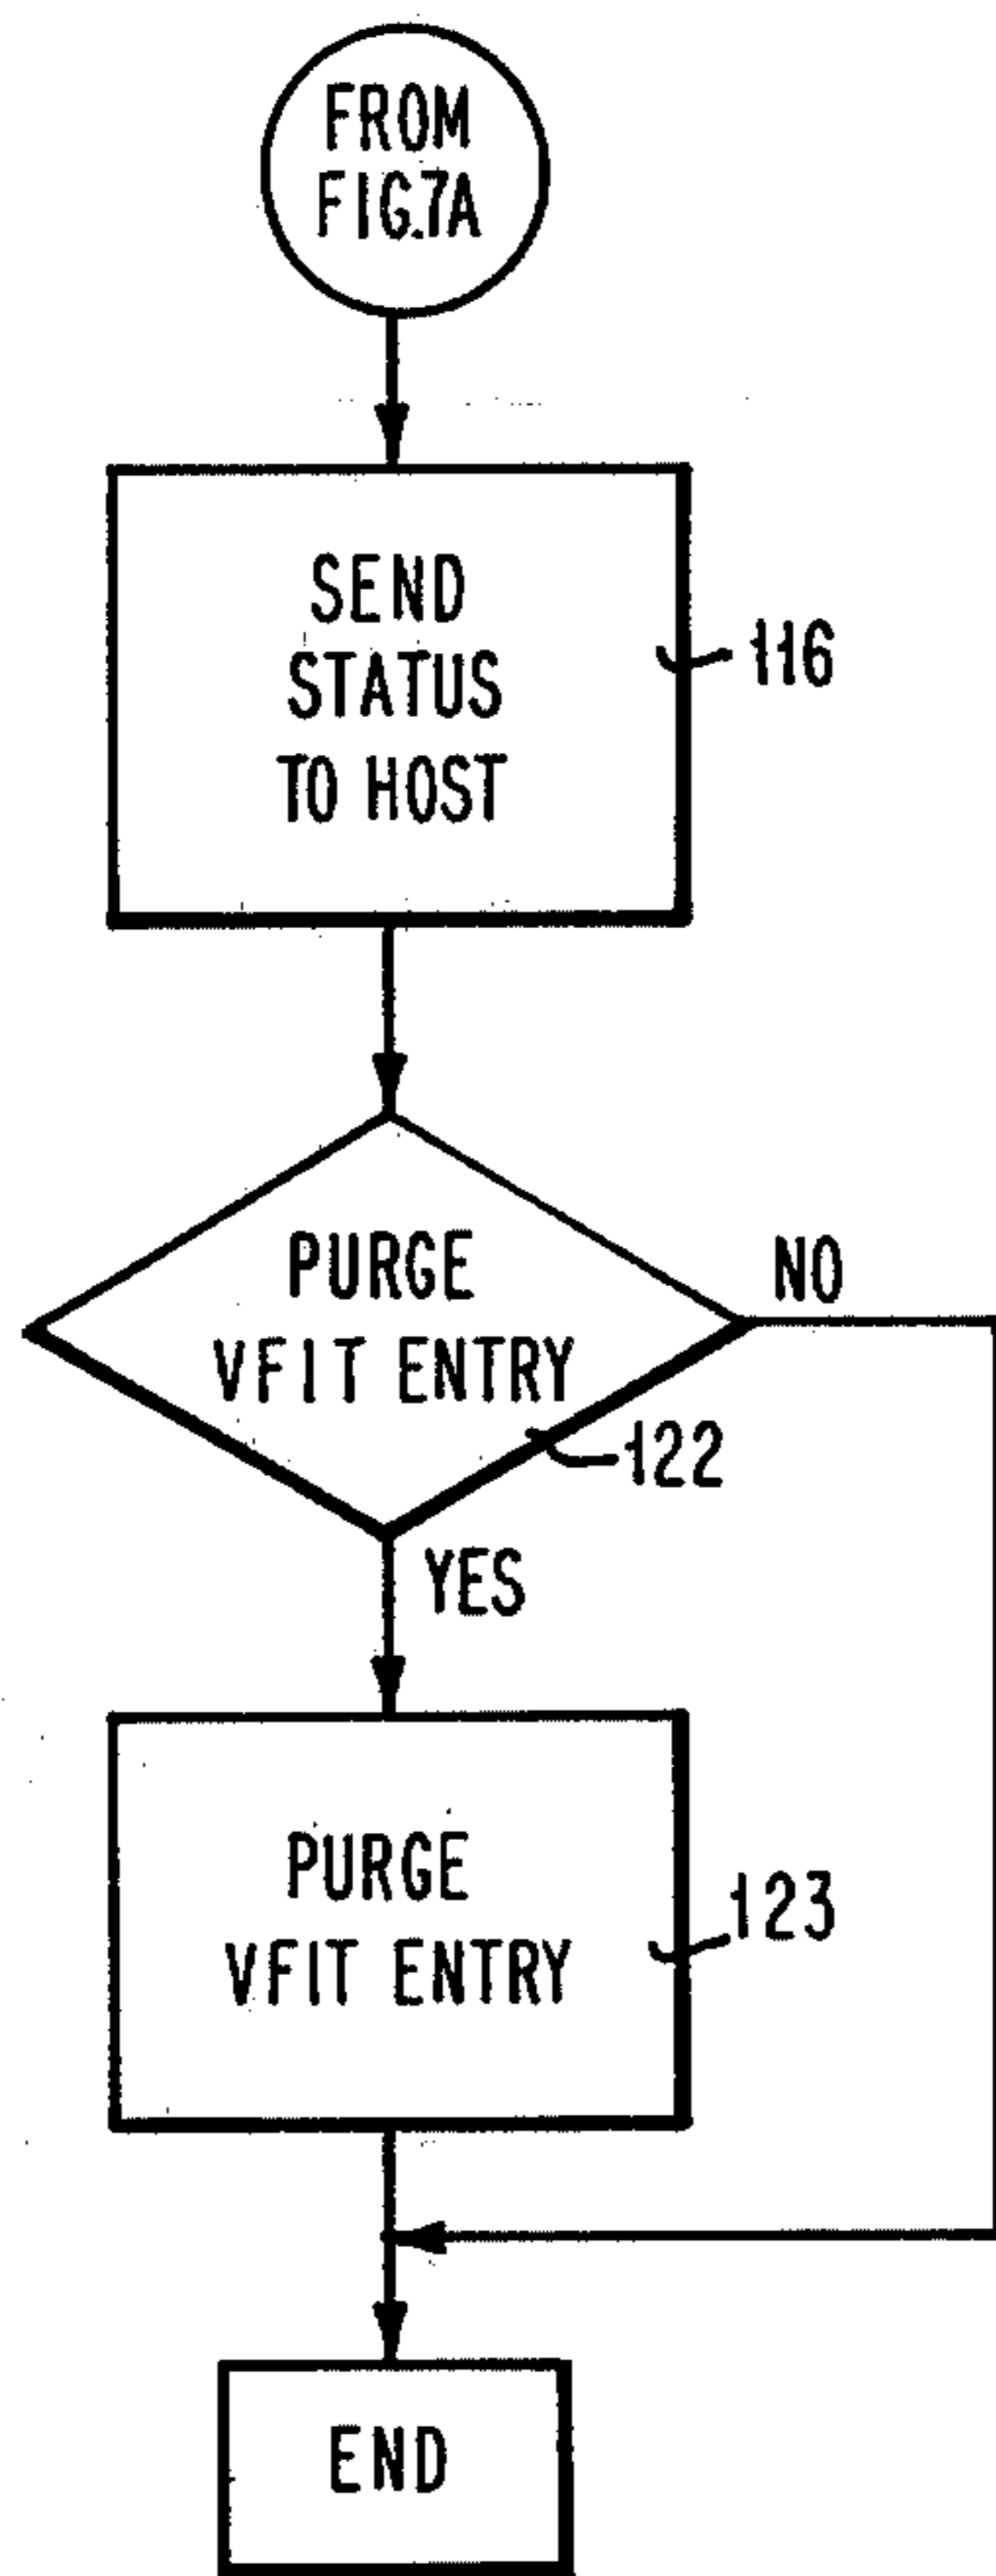 FROM
FIG.7A
SEND
STATUS
TO HOST
116
PURGE
VFIT ENTRY
NO
122
YES
PURGE
VFIT ENTRY
123
END